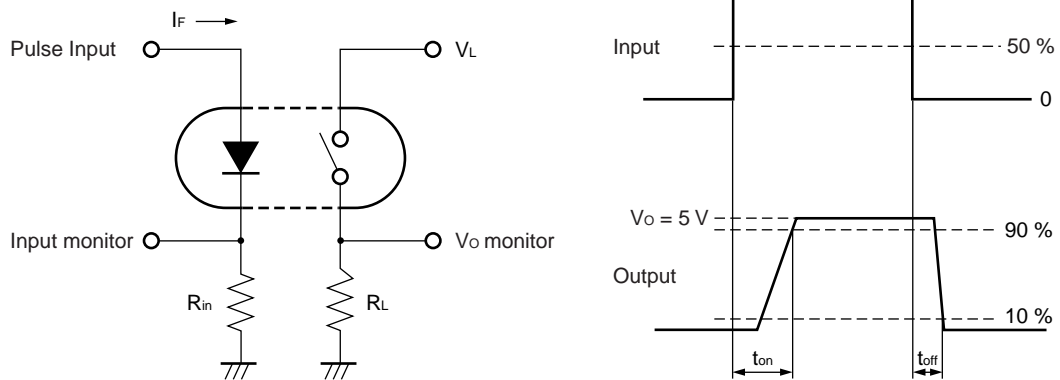 IF
Pulse Input
VL
Input monitor
VO monitor
Rin
RL
Input
50 %
0
VO = 5 V
90 %
Output
10 %
ton
toff